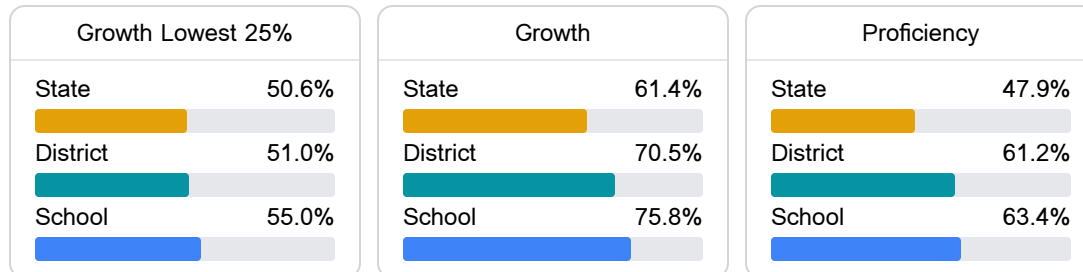 Growth Lowest 25%
State 50.6%
District 51.0%
School 55.0%
Growth
State 61.4%
District 70.5%
School 75.8%
Proficiency
State 47.9%
District 61.2%
School 63.4%